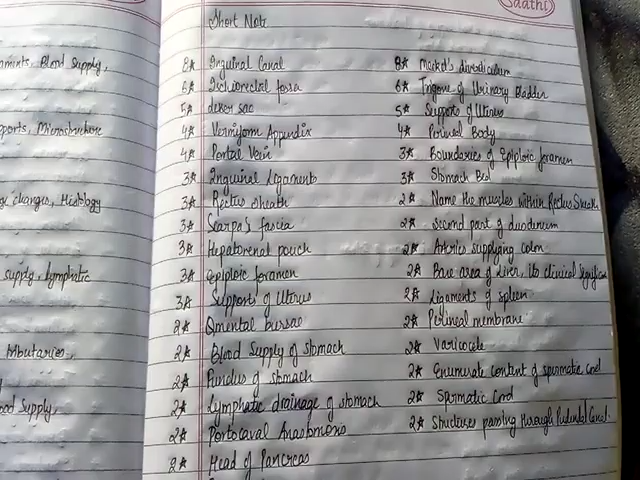 Saathi
Short Note
aments, Blood Supply,
ports, Microstructure
ge changes, Histology
supply, lymphatic
tributaries,
ood Supply,
8* Inguinal Canal
6* Ischiorectal fossa
5* deker sac
4* Vermiform Appendix
4* Portal Vein
3* Inguinal Ligaments
3* Rectus sheath
3* Scarpa's fascia
3* Hepatorenal pouch
3* Epiploic foramen
3* Supports of Uterus
2* Omental bursae
2* Blood Supply of stomach
2* Fundus of stomach
2* Lymphatic drainage of stomach
2* Portocaval Anastomosis
2* Head of Pancreas
8* Meckel's diverticulum
6* Trigone of Urinary Bladder
5* Supports of Uterus
4* Perineal Body
3* Boundaries of Epiploic foramen
3* Stomach Bed
2* Name the muscles within Rectus Sheath
2* second part of duodenum
2* Arteries supplying colon
2* Bare area of liver, its clinical significan
2* Ligaments of spleen
2* Perineal membrane
2* Varicocele
2* Enumerate content of spermatic cord
2* Spermatic Cord
2* Structures passing through Pudendal Canal.